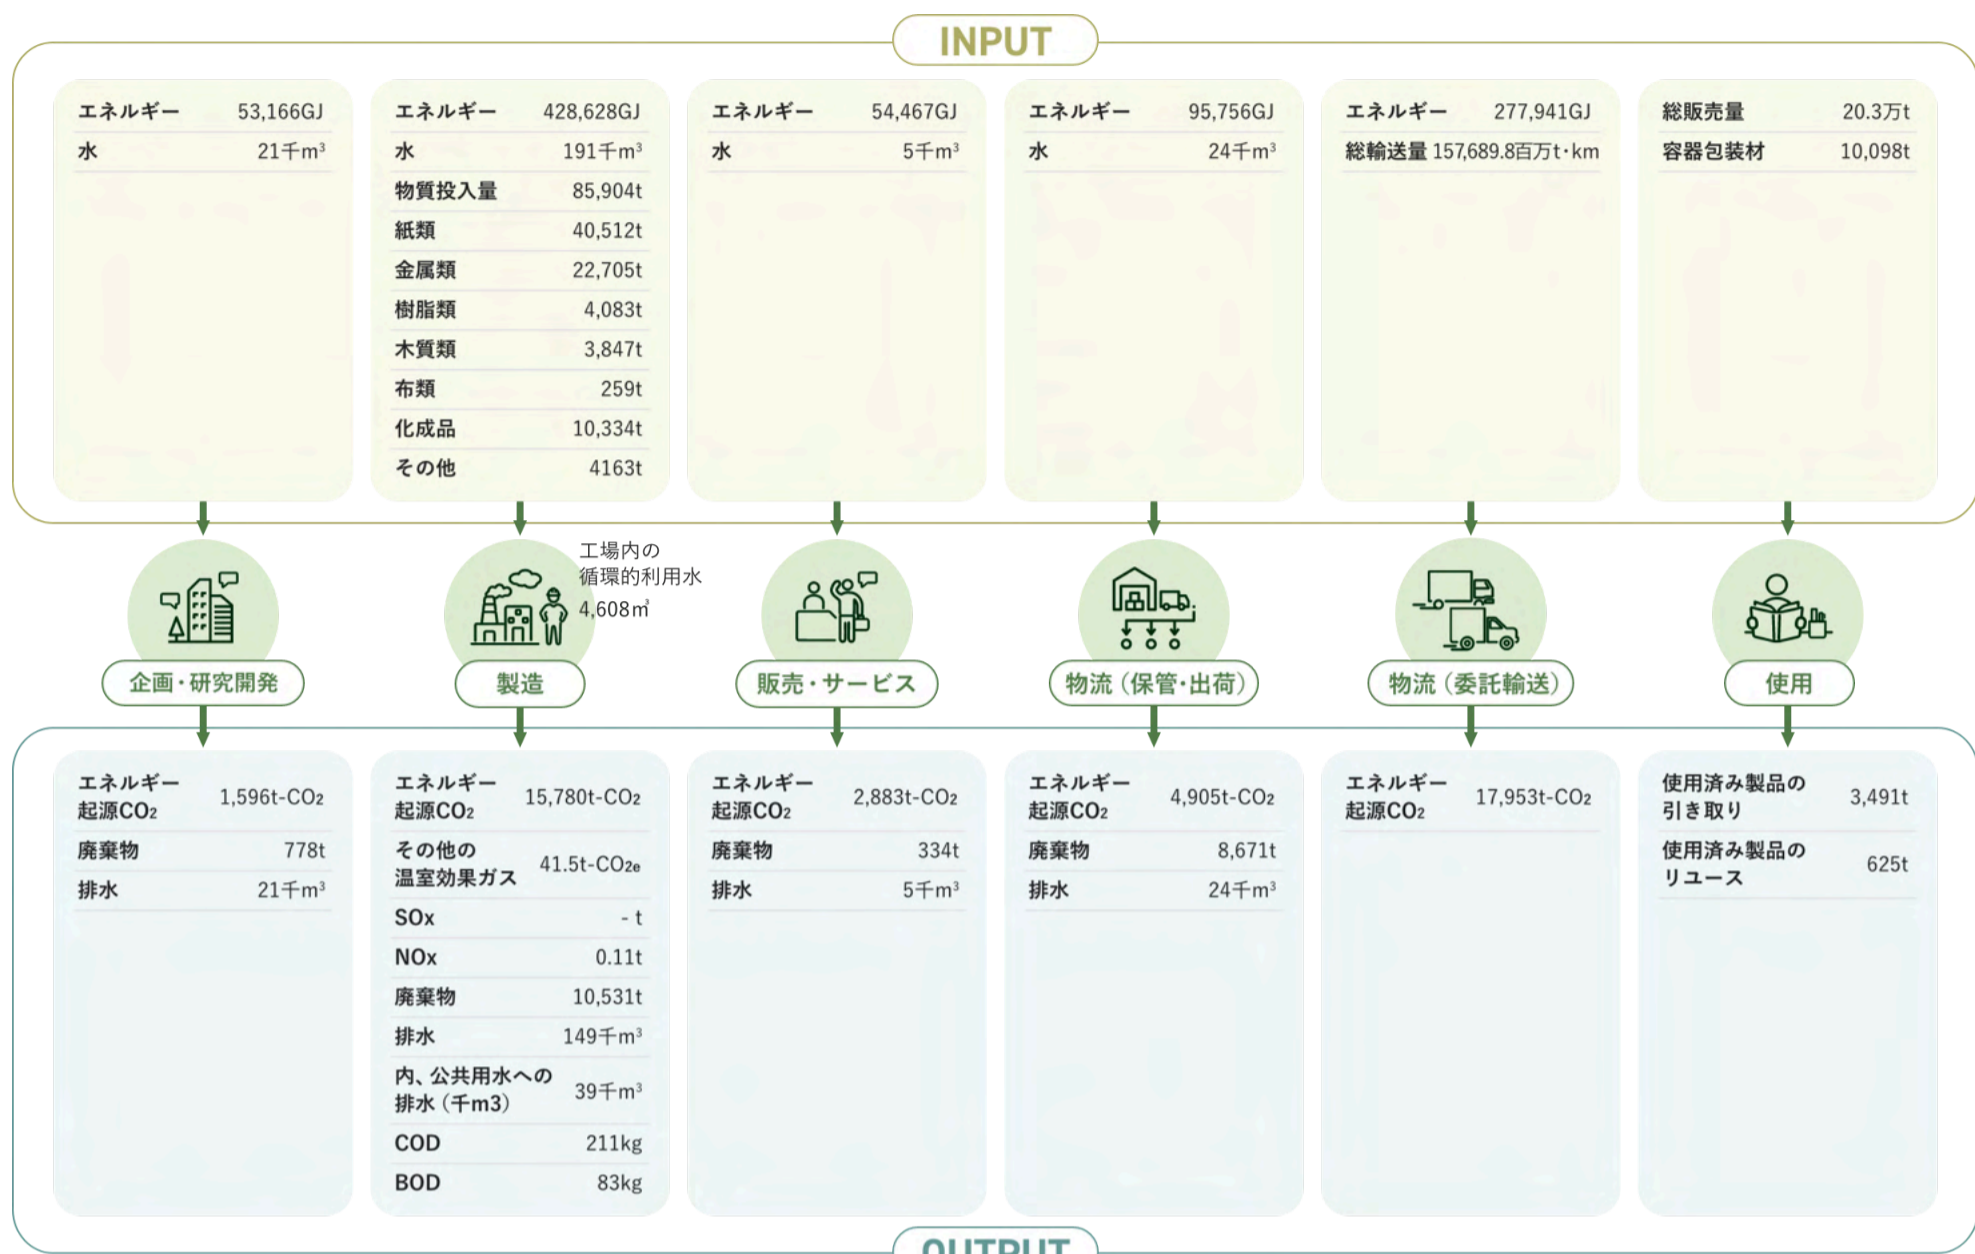 INPUT
エネルギー 53,166GJ
水 21千m³
エネルギー 428,628GJ
水 191千m³
物質投入量 85,904t
紙類 40,512t
金属類 22,705t
樹脂類 4,083t
木質類 3,847t
布類 259t
化成品 10,334t
その他 4163t
エネルギー 54,467GJ
水 5千m³
エネルギー 95,756GJ
水 24千m³
エネルギー 277,941GJ
総輸送量 157,689.8百万t・km
総販売量 20.3万t
容器包装材 10,098t
工場内の
循環的利用水
4,608㎥
企画・研究開発
製造
販売・サービス
物流（保管・出荷）
物流（委託輸送）
使用
エネルギー
起源CO₂ 1,596t-CO₂
廃棄物 778t
排水 21千m³
エネルギー
起源CO₂ 15,780t-CO₂
その他の
温室効果ガス 41.5t-CO₂e
SOx - t
NOx 0.11t
廃棄物 10,531t
排水 149千m³
内、公共用水への
排水（千m3） 39千m³
COD 211kg
BOD 83kg
エネルギー
起源CO₂ 2,883t-CO₂
廃棄物 334t
排水 5千m³
エネルギー
起源CO₂ 4,905t-CO₂
廃棄物 8,671t
排水 24千m³
エネルギー
起源CO₂ 17,953t-CO₂
使用済み製品の
引き取り 3,491t
使用済み製品の
リユース 625t
OUTPUT